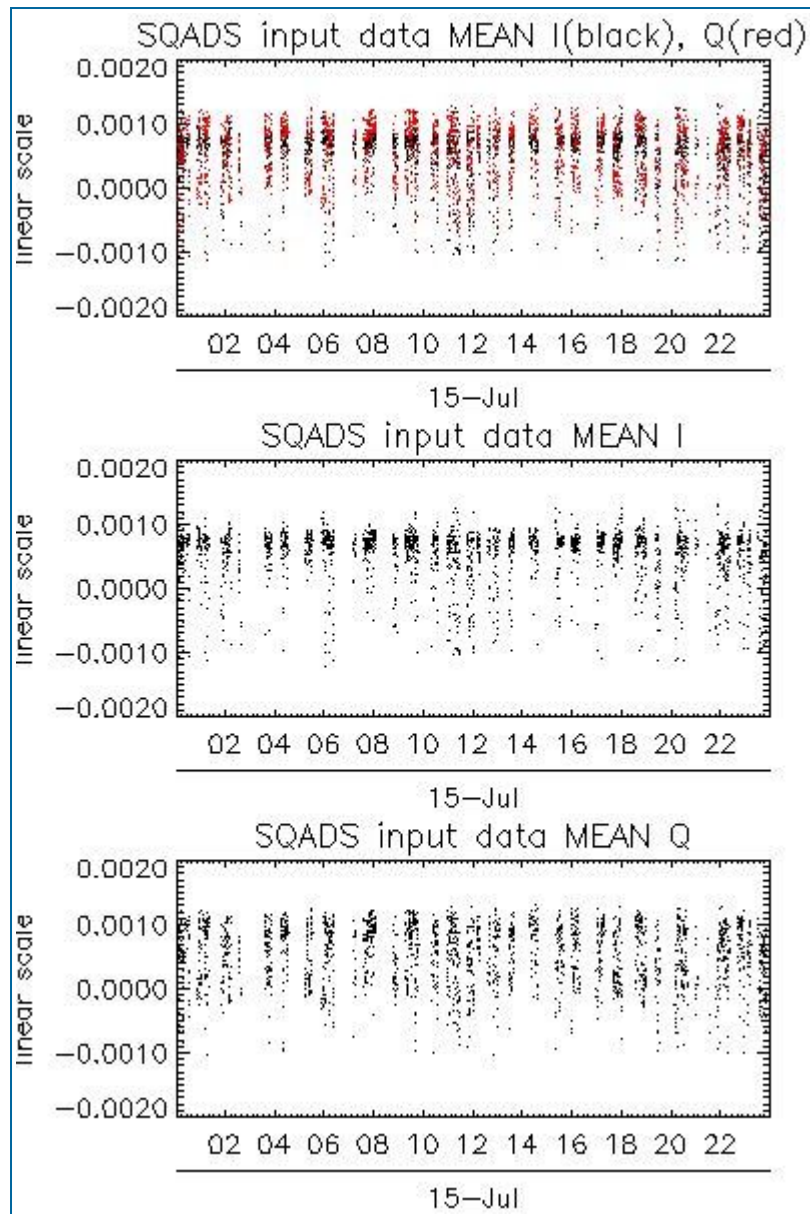 SQADS input data MEAN I(black), Q(red)
0.0020
0.0010
0.0000
−0.0010
−0.0020
linear scale
02 04 06 08 10 12 14 16 18 20 22
15−Jul
SQADS input data MEAN I
0.0020
0.0010
0.0000
−0.0010
−0.0020
linear scale
02 04 06 08 10 12 14 16 18 20 22
15−Jul
SQADS input data MEAN Q
0.0020
0.0010
0.0000
−0.0010
−0.0020
linear scale
02 04 06 08 10 12 14 16 18 20 22
15−Jul